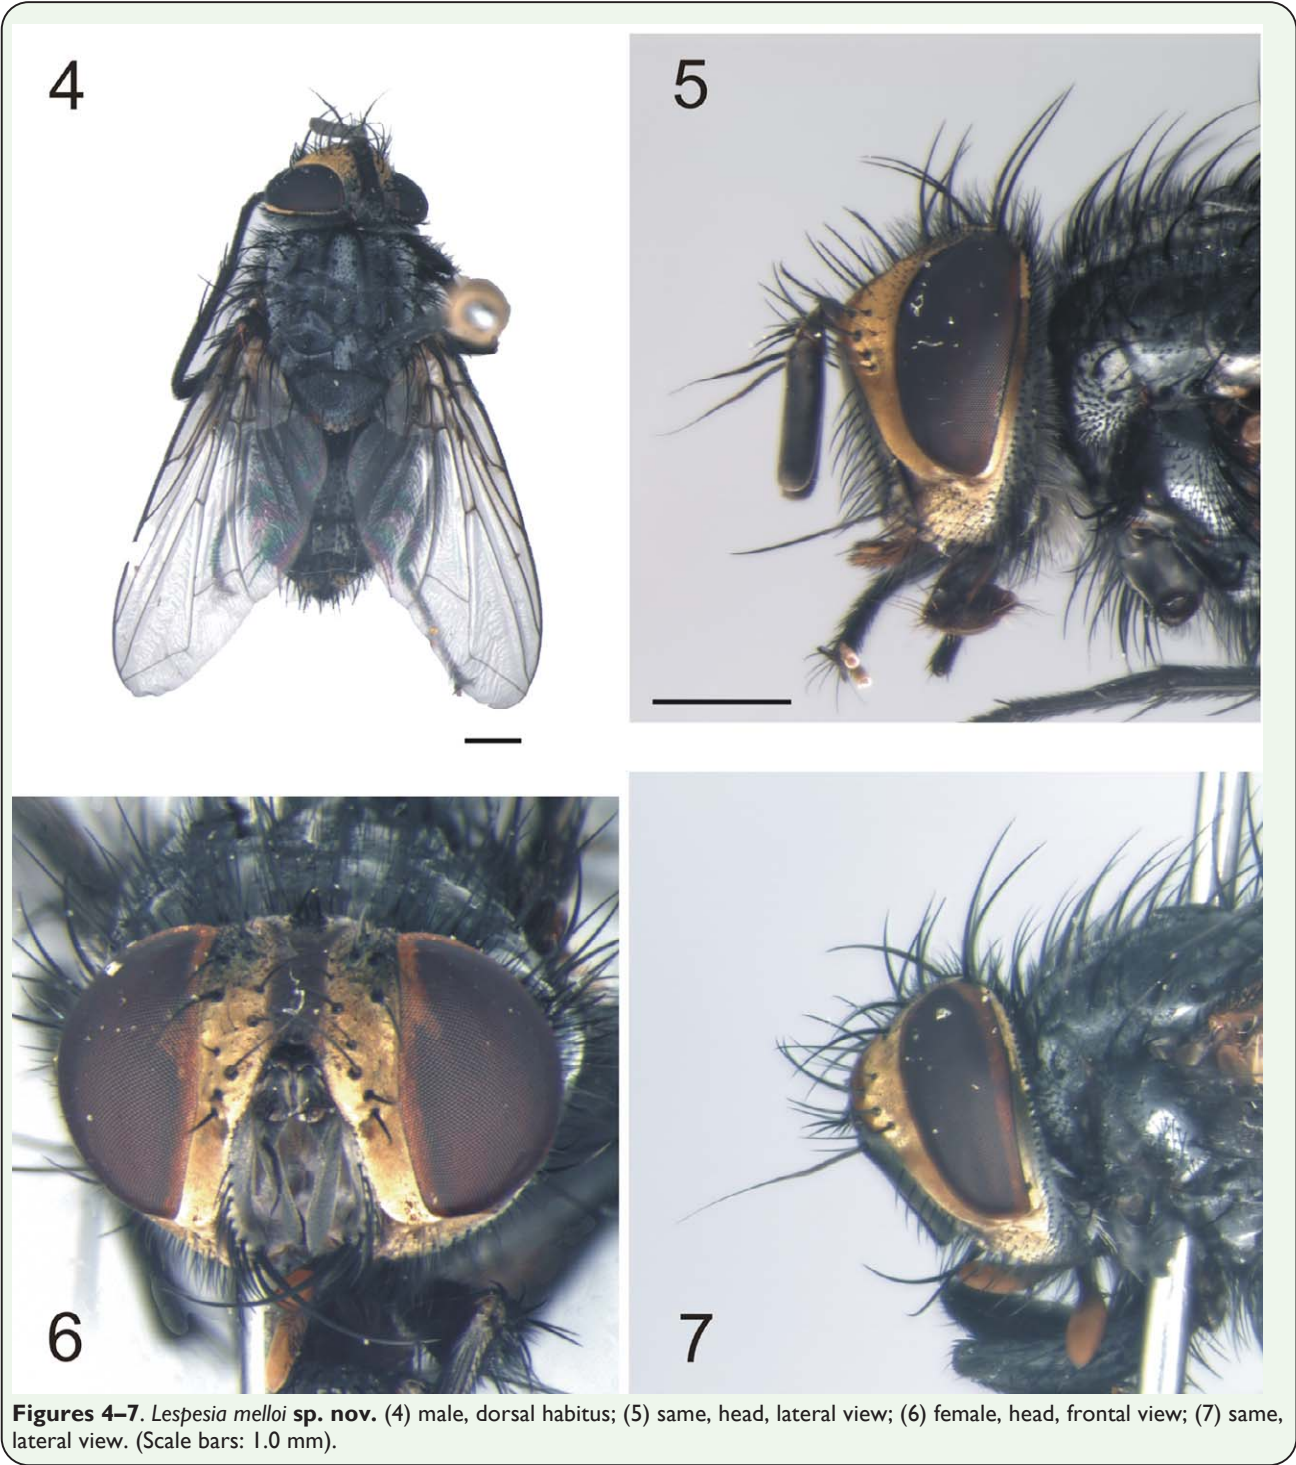 4
5
6
7
Figures 4–7. Lespesia melloi sp. nov. (4) male, dorsal habitus; (5) same, head, lateral view; (6) female, head, frontal view; (7) same,
lateral view. (Scale bars: 1.0 mm).